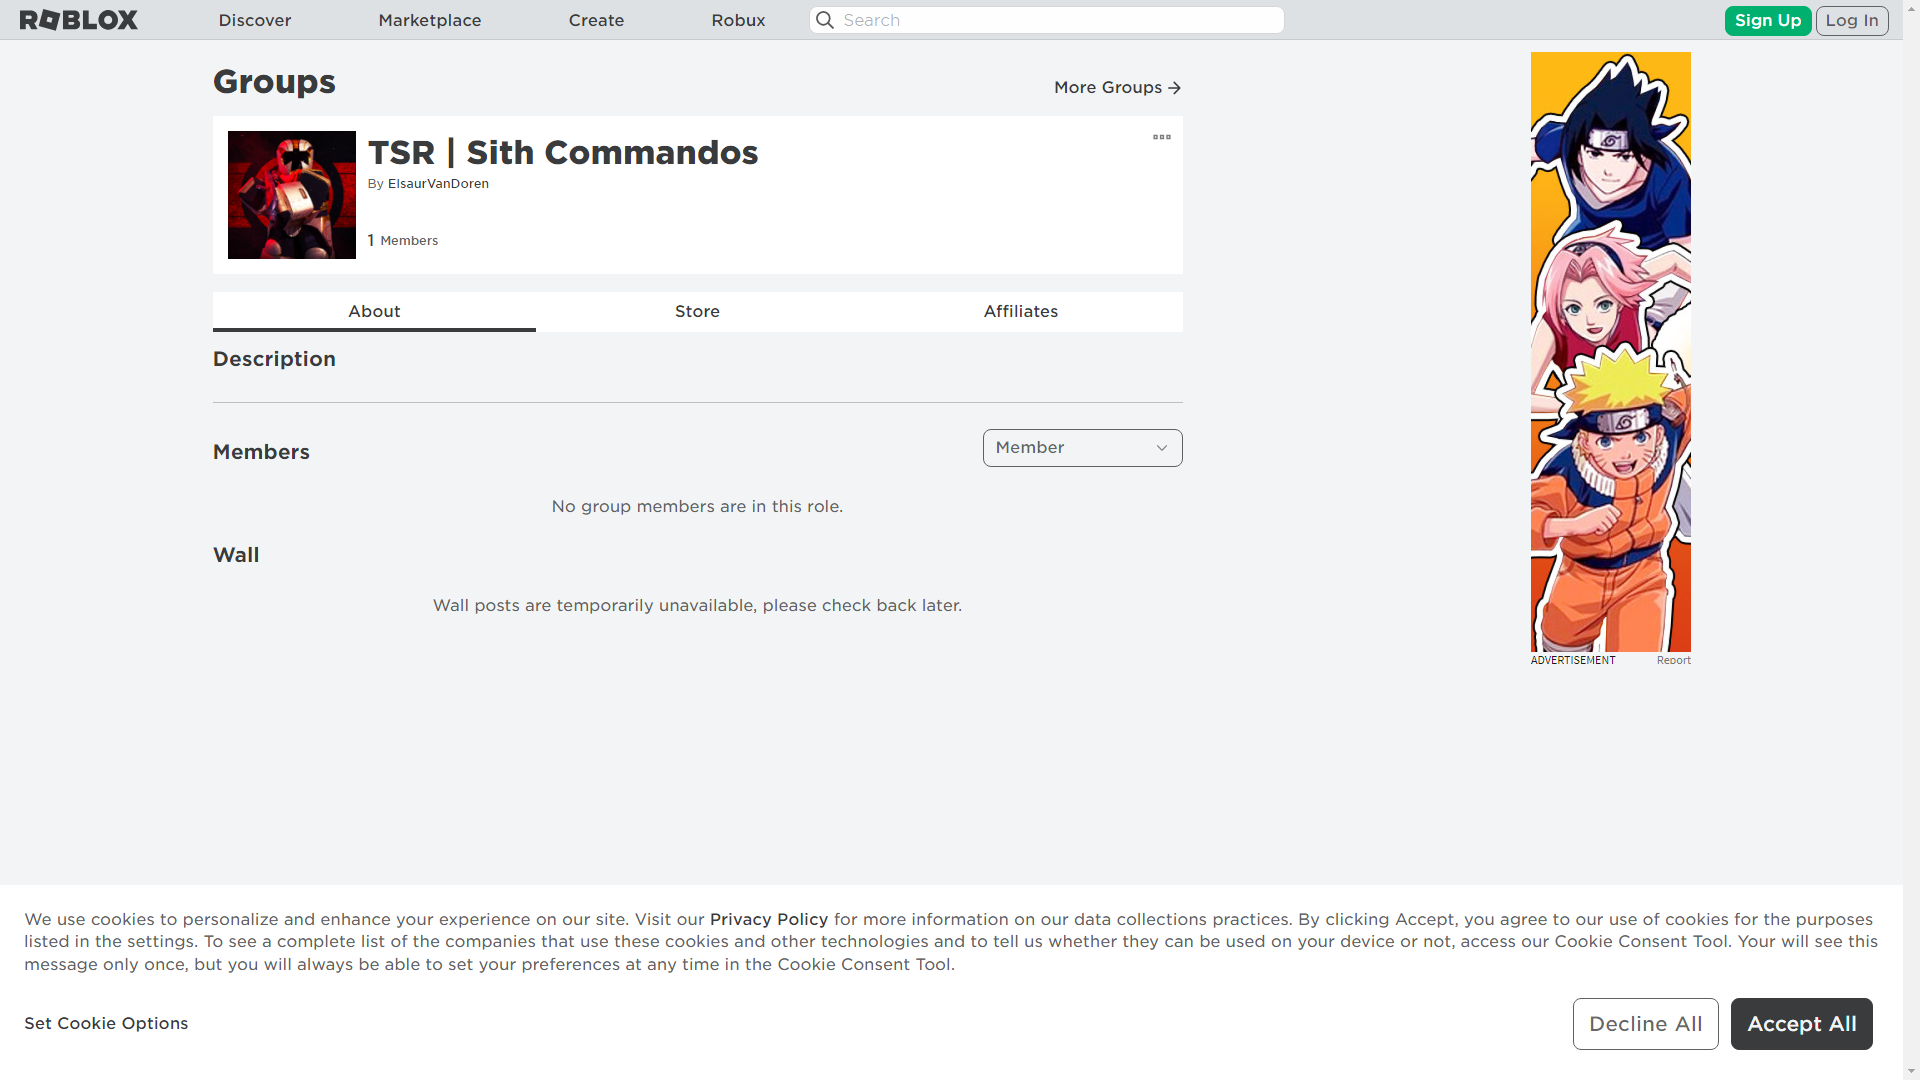 ROBLOX
Discover
Marketplace
Create
Robux
Search
Sign Up
Log In
Groups
More Groups
TSR | Sith Commandos
By ElsaurVanDoren
1 Members
About
Store
Affiliates
Description
Members
Member
No group members are in this role.
Wall
Wall posts are temporarily unavailable, please check back later.
ADVERTISEMENT
Report
We use cookies to personalize and enhance your experience on our site. Visit our Privacy Policy for more information on our data collections practices. By clicking Accept, you agree to our use of cookies for the purposes
listed in the settings. To see a complete list of the companies that use these cookies and other technologies and to tell us whether they can be used on your device or not, access our Cookie Consent Tool. Your will see this
message only once, but you will always be able to set your preferences at any time in the Cookie Consent Tool.
Set Cookie Options
Decline All
Accept All